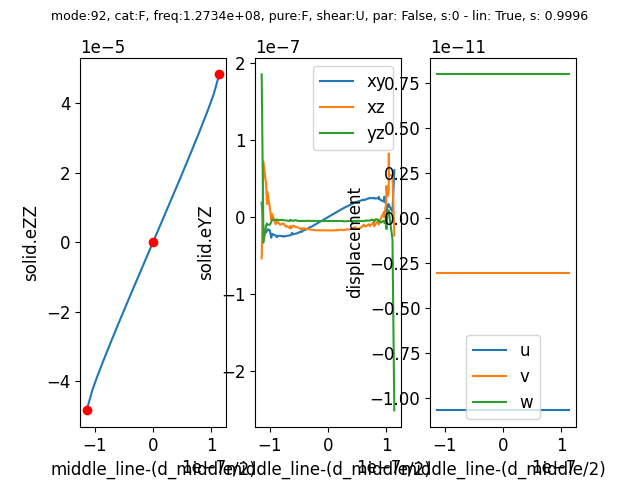 mode:92, cat:F, freq:1.2734e+08, pure:F, shear:U, par: False, s:0 - lin: True, s: 0.9996
1e−5
4
2
0
−2
−4
solid.eZZ
−1
0
1
1e−7
middle_line-(d_middle/2)
1e−7
2
1
0
−1
−2
solid.eYZ
xy
xz
yz
−1
0
1
1e−7
middle_line-(d_middle/2)
1e−11
0.75
0.50
0.25
0.00
−0.25
−0.50
−0.75
−1.00
displacement
u
v
w
−1
0
1
1e−7
middle_line-(d_middle/2)